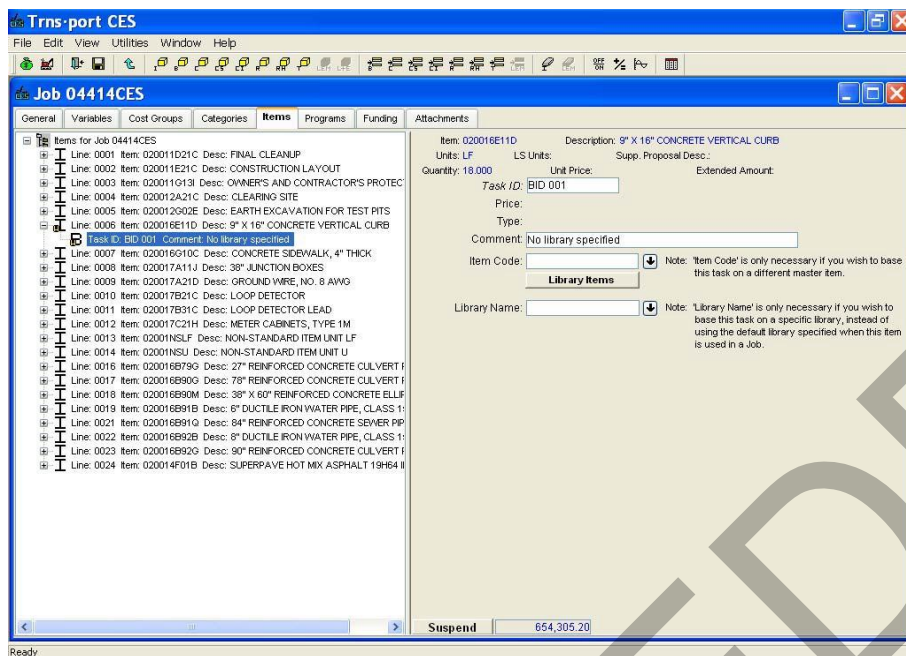 Trns·port CES
File Edit View Utilities Window Help
Job 04414CES
General Variables Cost Groups Categories Items Programs Funding Attachments
Items for Job 04414CES
Line: 0001 Item: 020011D21C Desc: FINAL CLEANUP
Line: 0002 Item: 020011E21C Desc: CONSTRUCTION LAYOUT
Line: 0003 Item: 020011G13I Desc: OWNER'S AND CONTRACTOR'S PROTEC
Line: 0004 Item: 020012A21C Desc: CLEARING SITE
Line: 0005 Item: 020012G02E Desc: EARTH EXCAVATION FOR TEST PITS
Line: 0006 Item: 020016E11D Desc: 9" X 16" CONCRETE VERTICAL CURB
Task ID: BID 001 Comment: No library specified
Line: 0007 Item: 020016G10C Desc: CONCRETE SIDEWALK, 4" THICK
Line: 0008 Item: 020017A11J Desc: 38" JUNCTION BOXES
Line: 0009 Item: 020017A21D Desc: GROUND WIRE, NO. 8 AWG
Line: 0010 Item: 020017B21C Desc: LOOP DETECTOR
Line: 0011 Item: 020017B31C Desc: LOOP DETECTOR LEAD
Line: 0012 Item: 020017C21H Desc: METER CABINETS, TYPE 1M
Line: 0013 Item: 02001NSLF Desc: NON-STANDARD ITEM UNIT LF
Line: 0014 Item: 02001NSU Desc: NON-STANDARD ITEM UNIT U
Line: 0016 Item: 020016B79G Desc: 27" REINFORCED CONCRETE CULVERT
Line: 0017 Item: 020016B90G Desc: 78" REINFORCED CONCRETE CULVERT
Line: 0018 Item: 020016B90M Desc: 38" X 60" REINFORCED CONCRETE ELLIF
Line: 0019 Item: 020016B91B Desc: 6" DUCTILE IRON WATER PIPE, CLASS
Line: 0021 Item: 020016B91Q Desc: 84" REINFORCED CONCRETE SEWER PIP
Line: 0022 Item: 020016B92B Desc: 8" DUCTILE IRON WATER PIPE, CLASS
Line: 0023 Item: 020016B92G Desc: 90" REINFORCED CONCRETE CULVERT
Line: 0024 Item: 020014F01B Desc: SUPERPAVE HOT MIX ASPHALT 19H64
Item: 020016E11D Description: 9" X 16" CONCRETE VERTICAL CURB
Units: LF LS Units: Supp. Proposal Desc.:
Quantity: 18.000 Unit Price: Extended Amount:
Task ID: BID 001
Price:
Type:
Comment: No library specified
Item Code: Note: 'Item Code' is only necessary if you wish to base
this task on a different master item.
Library Items
Library Name: Note: 'Library Name' is only necessary if you wish to
base this task on a specific library, instead of
using the default library specified when this item
is used in a Job.
Suspend 654,305.20
Ready